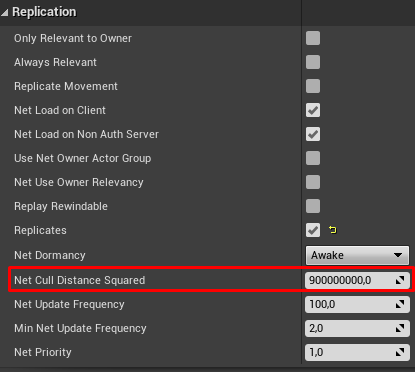 Replication
Only Relevant to Owner
Always Relevant
Replicate Movement
Net Load on Client
Net Load on Non Auth Server
Use Net Owner Actor Group
Net Use Owner Relevancy
Replay Rewindable
Replicates
Net Dormancy Awake
Net Cull Distance Squared 900000000,0
Net Update Frequency 100,0
Min Net Update Frequency 2,0
Net Priority 1,0